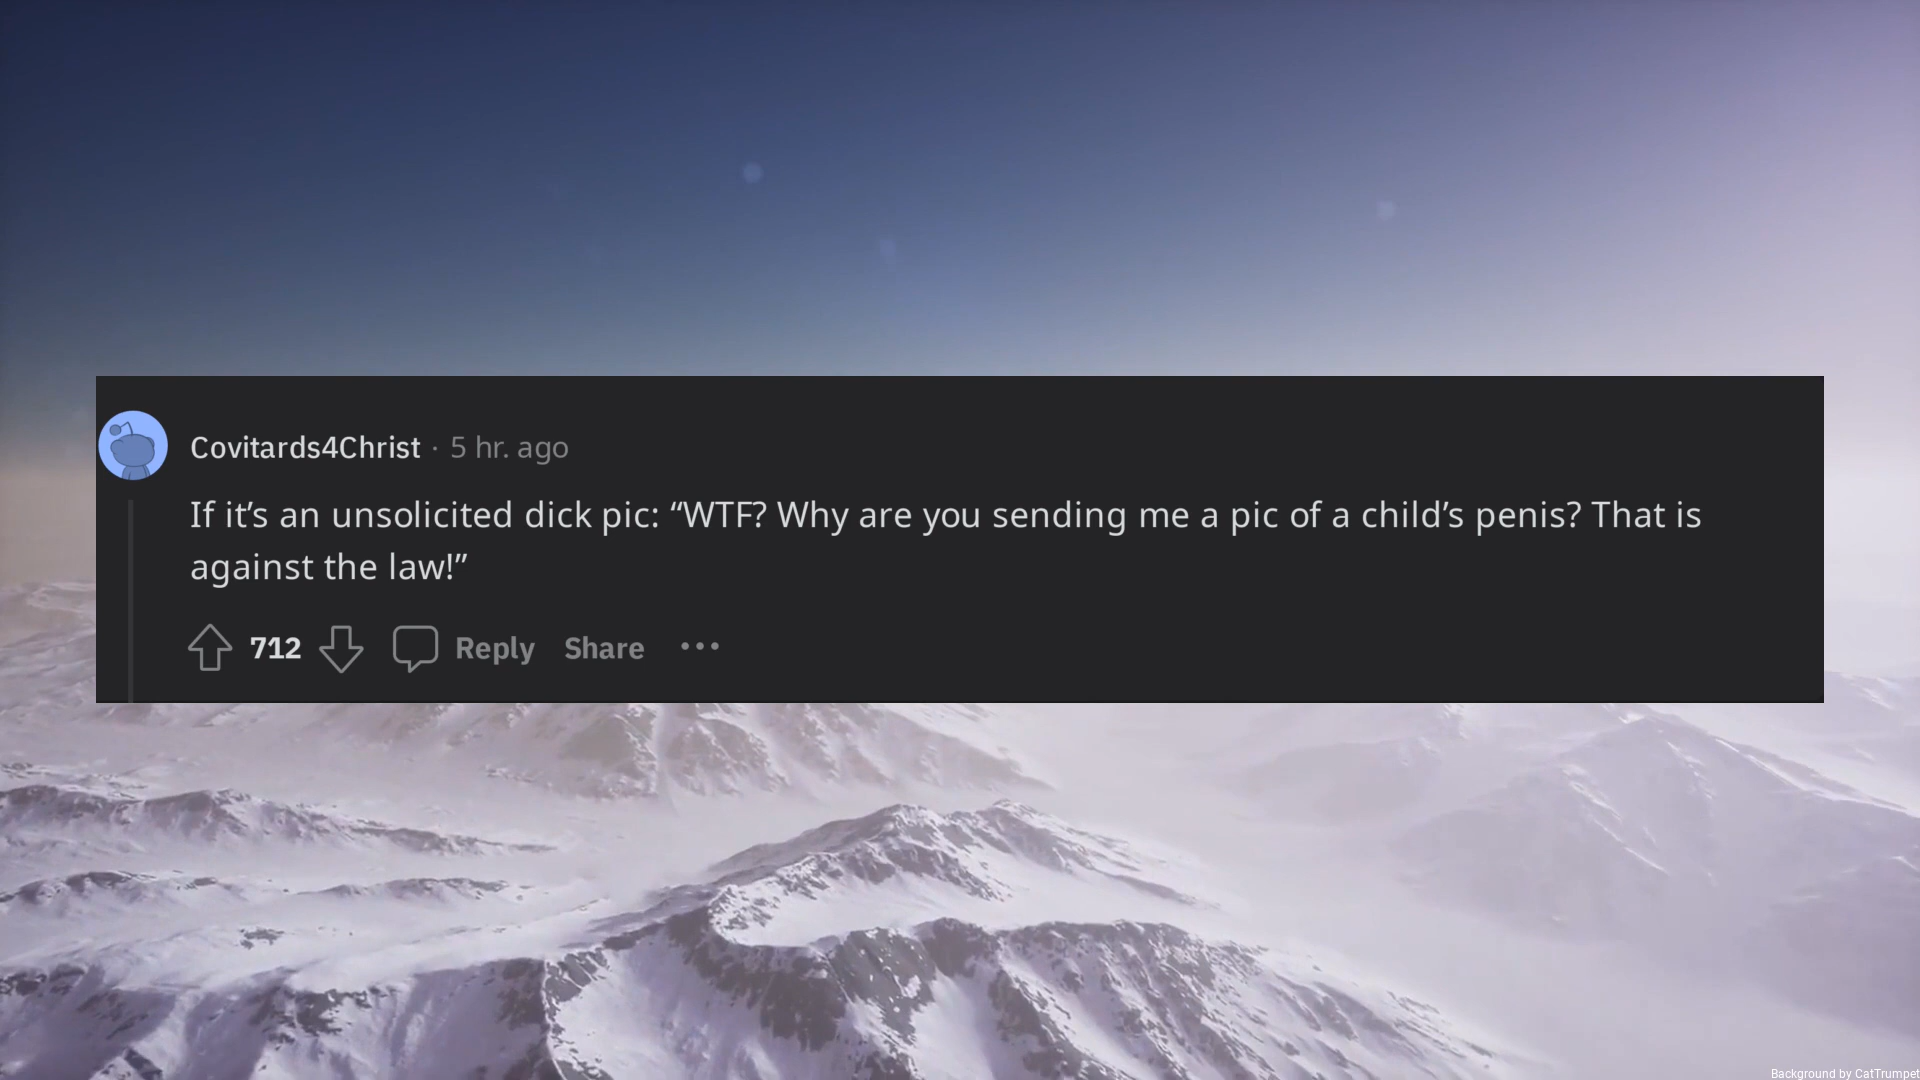 Covitards4Christ · 5 hr. ago
If it’s an unsolicited dick pic: “WTF? Why are you sending me a pic of a child’s penis? That is
against the law!”
712 Reply Share
Background by CatTrumpet